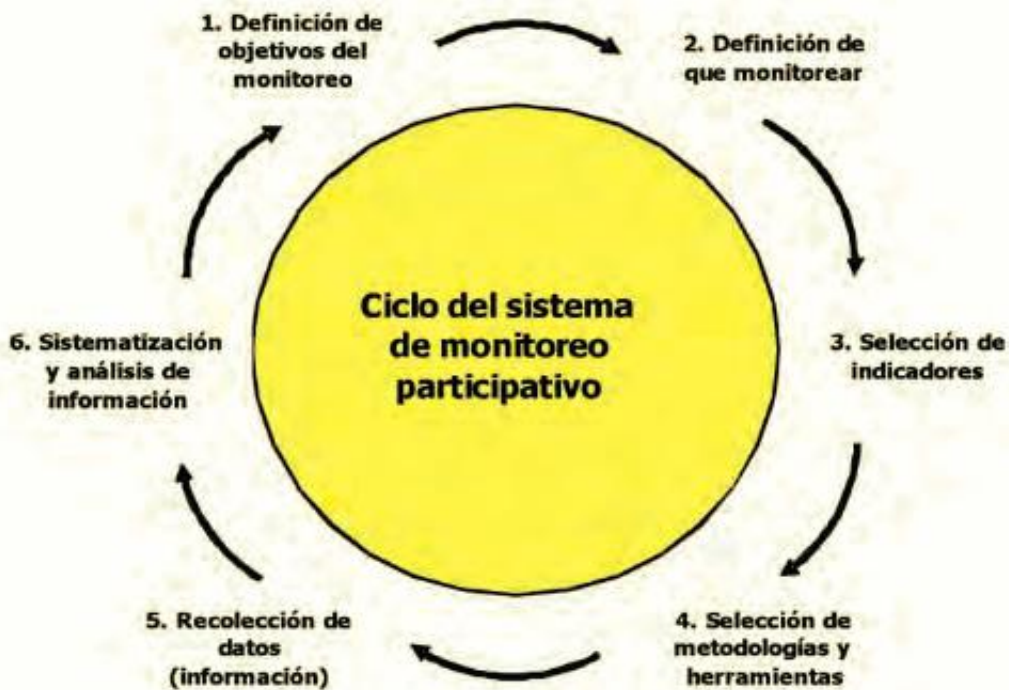 1. Definición de
objetivos del
monitoreo
2. Definición de
que monitorear
3. Selección de
indicadores
4. Selección de
metodologías y
herramientas
5. Recolección de
datos
(información)
6. Sistematización
y análisis de
información
Ciclo del sistema
de monitoreo
participativo